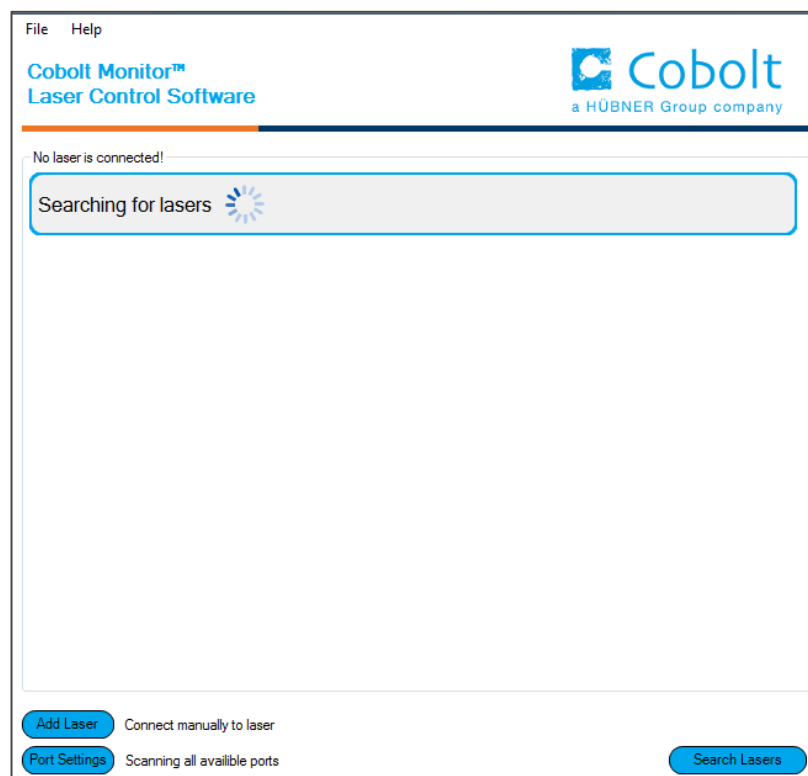 File Help
Cobolt Monitor™
Laser Control Software
Cobolt
a HÜBNER Group company
No laser is connected!
Searching for lasers
Add Laser Connect manually to laser
Port Settings Scanning all availible ports
Search Lasers